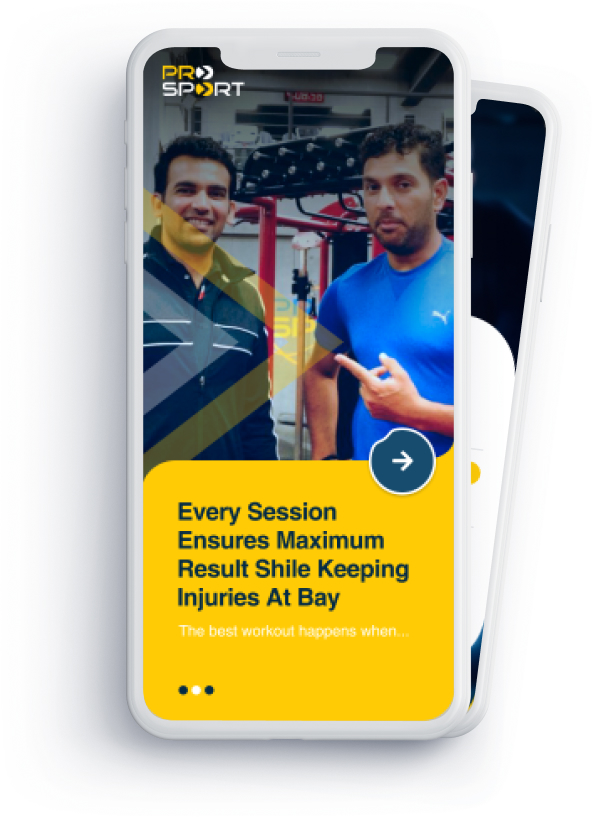 PRO
SPORT
Every Session
Ensures Maximum
Result Shile Keeping
Injuries At Bay
The best workout happens when...